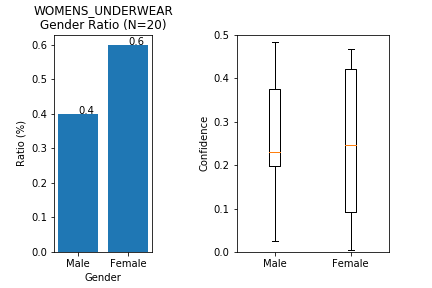 WOMENS_UNDERWEAR
Gender Ratio (N=20)
0.6
0.5
0.4
0.3
0.2
0.1
0.0
Ratio (%)
0.4
0.6
Male Female
Gender
0.5
0.4
0.3
0.2
0.1
0.0
Confidence
Male Female